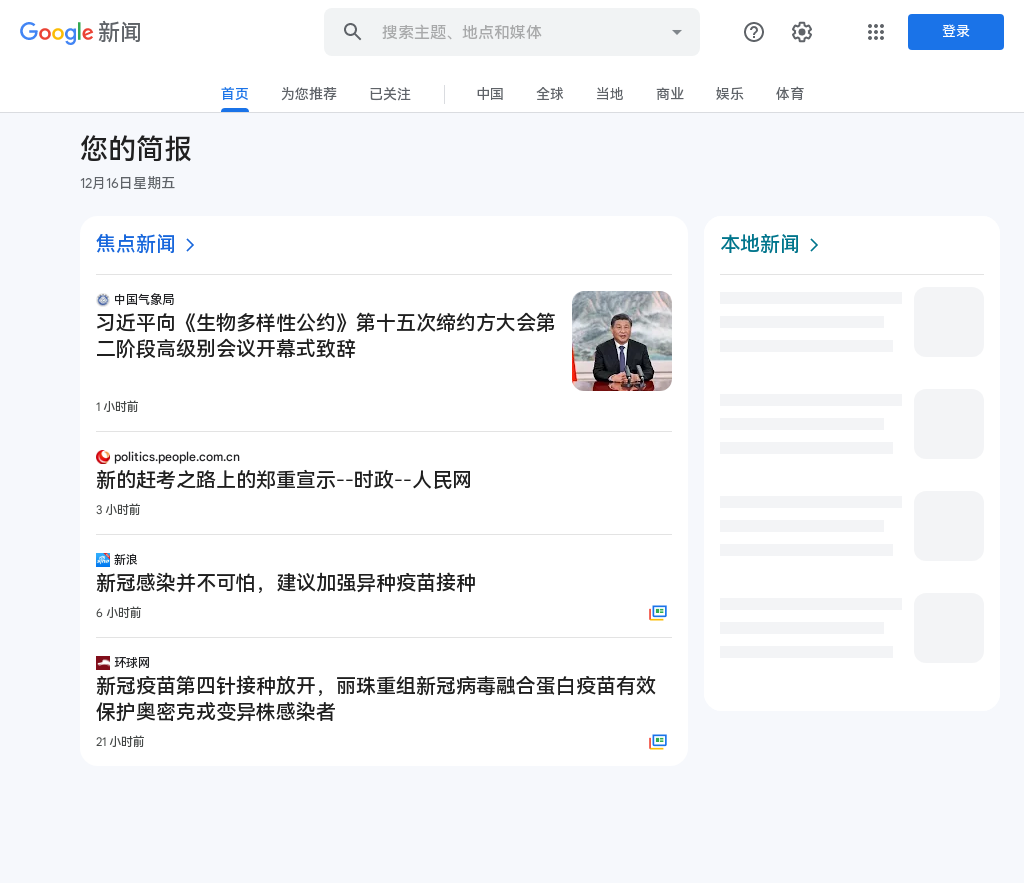 Google 新闻
搜索主题、地点和媒体
登录
首页 为您推荐 已关注 中国 全球 当地 商业 娱乐 体育
您的简报
12月16日星期五
焦点新闻
中国气象局
习近平向《生物多样性公约》第十五次缔约方大会第
二阶段高级别会议开幕式致辞
1 小时前
politics.people.com.cn
新的赶考之路上的郑重宣示--时政--人民网
3 小时前
新浪
新冠感染并不可怕，建议加强异种疫苗接种
6 小时前
环球网
新冠疫苗第四针接种放开，丽珠重组新冠病毒融合蛋白疫苗有效
保护奥密克戎变异株感染者
21 小时前
本地新闻